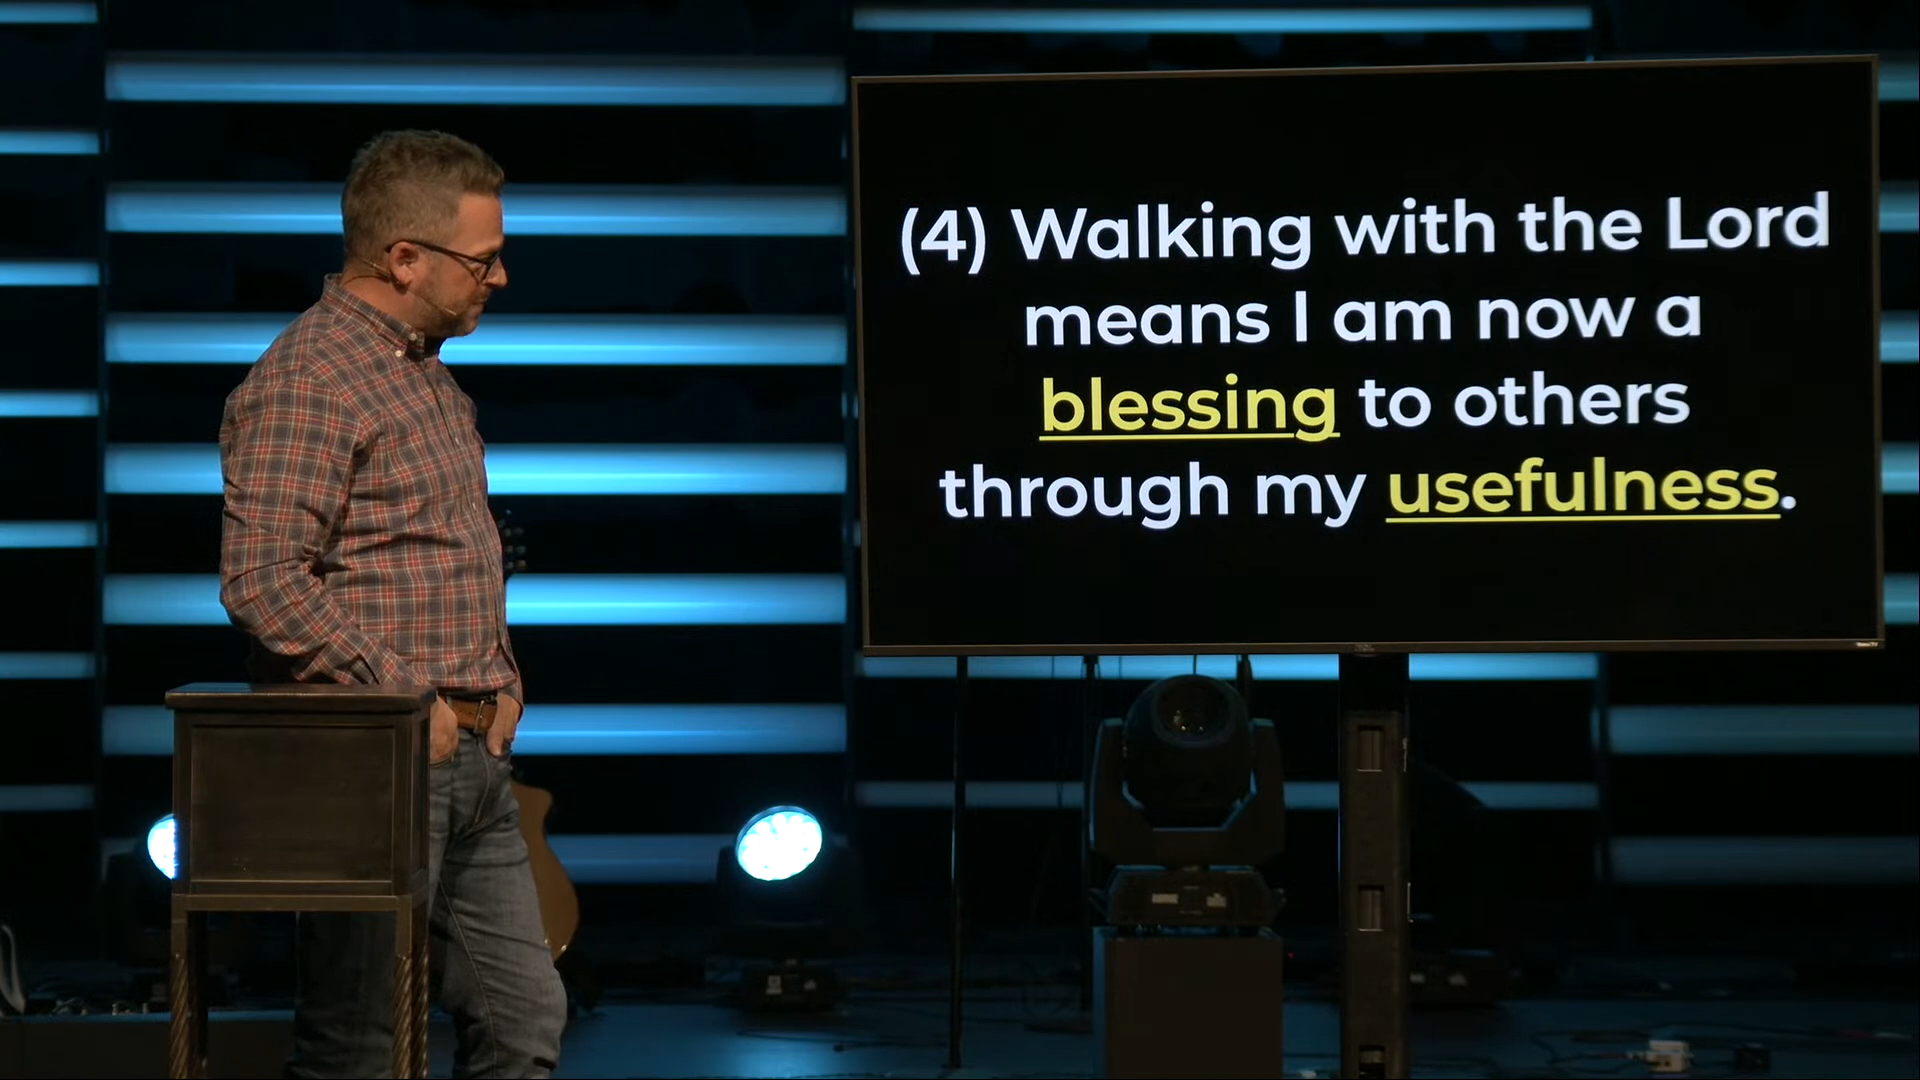 (4) Walking with the Lord
means I am now a
blessing to others
through my usefulness.